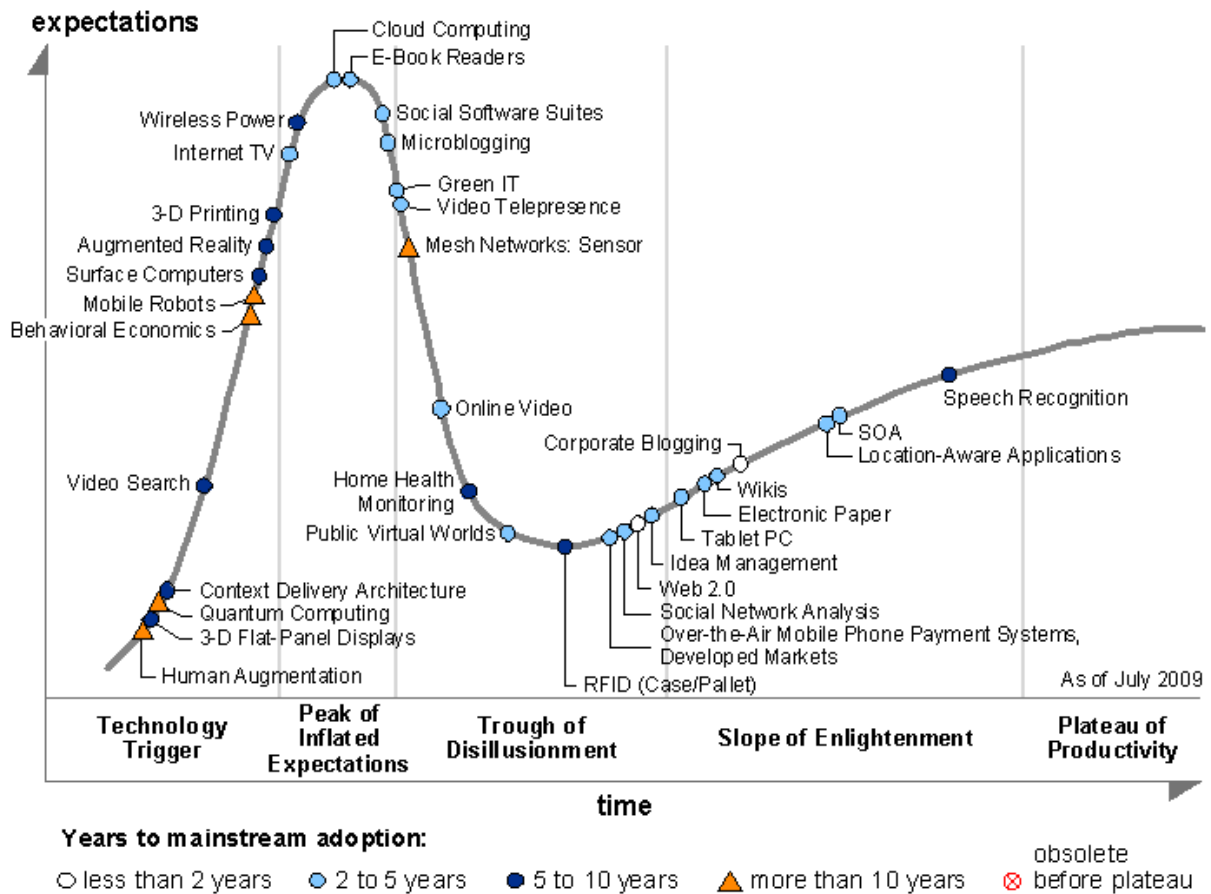 expectations
Cloud Computing
E-Book Readers
Social Software Suites
Wireless Power
Microblogging
Internet TV
Green IT
Video Telepresence
3-D Printing
Augmented Reality
Mesh Networks: Sensor
Surface Computers
Mobile Robots
Behavioral Economics
Speech Recognition
Online Video
SOA
Corporate Blogging
Location-Aware Applications
Home Health
Monitoring
Video Search
Wikis
Electronic Paper
Public Virtual Worlds
Tablet PC
Idea Management
Web 2.0
Context Delivery Architecture
Quantum Computing
Social Network Analysis
3-D Flat-Panel Displays
Over-the-Air Mobile Phone Payment Systems,
Developed Markets
Human Augmentation
RFID (Case/Pallet)
As of July 2009
Technology
Trigger
Peak of
Inflated
Expectations
Trough of
Disillusionment
Slope of Enlightenment
Plateau of
Productivity
time
Years to mainstream adoption:
less than 2 years
2 to 5 years
5 to 10 years
more than 10 years
obsolete
before plateau